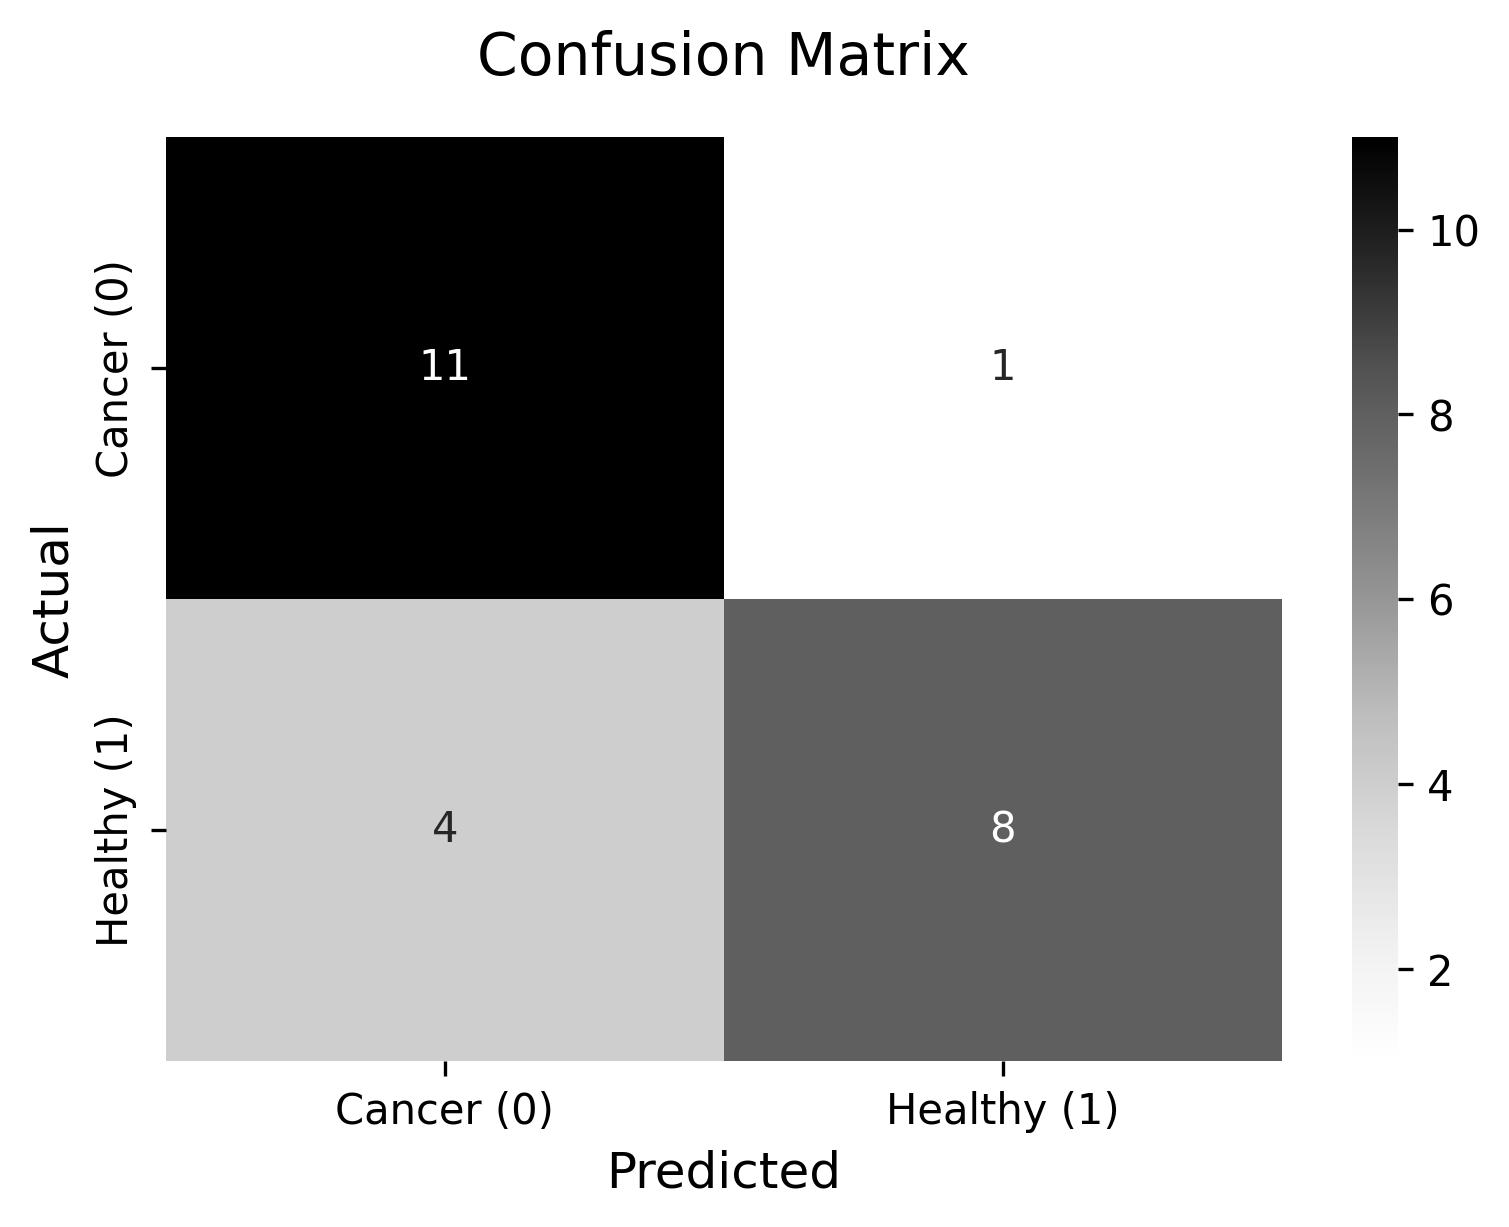 Confusion Matrix
Actual
Cancer (0)
Healthy (1)
11
1
4
8
Cancer (0)
Healthy (1)
Predicted
10
8
6
4
2